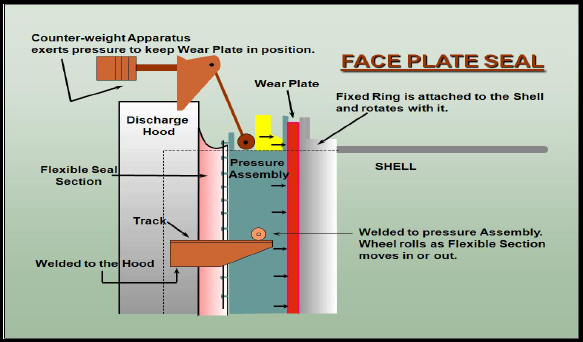 Counter-weight Apparatus
exerts pressure to keep Wear Plate in position.
FACE PLATE SEAL
Wear Plate
Fixed Ring is attached to the Shell
and rotates with it.
Discharge
Hood
Pressure
Assembly
SHELL
Flexible Seal
Section
Track
Welded to pressure Assembly.
Wheel rolls as Flexible Section
moves in or out.
Welded to the Hood